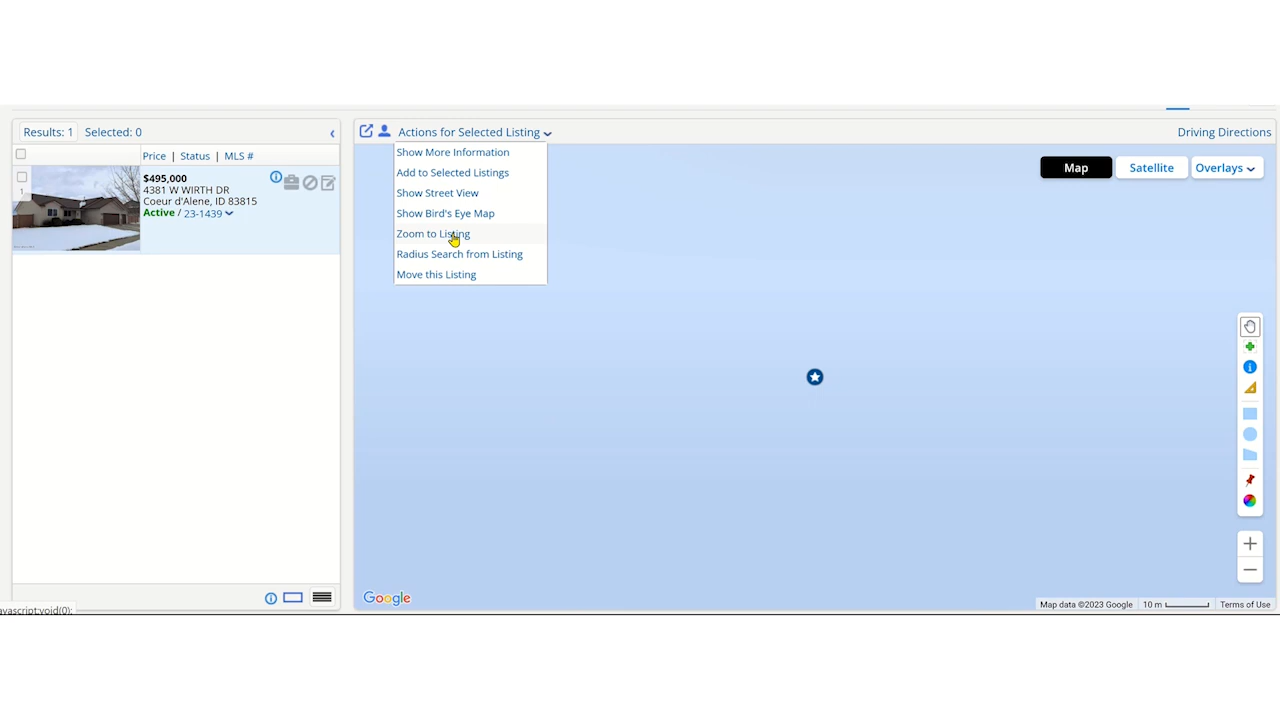 Results: 1
Selected: 0
Price | Status | MLS #
1
$495,000
4381 W WIRTH DR
Coeur d'Alene, ID 83815
Active / 23-1439
avascript:void(0);
Actions for Selected Listing
Driving Directions
Show More Information
Add to Selected Listings
Show Street View
Show Bird's Eye Map
Zoom to Listing
Radius Search from Listing
Move this Listing
Map
Satellite
Overlays
Google
Map data ©2023 Google
10 m
Terms of Use